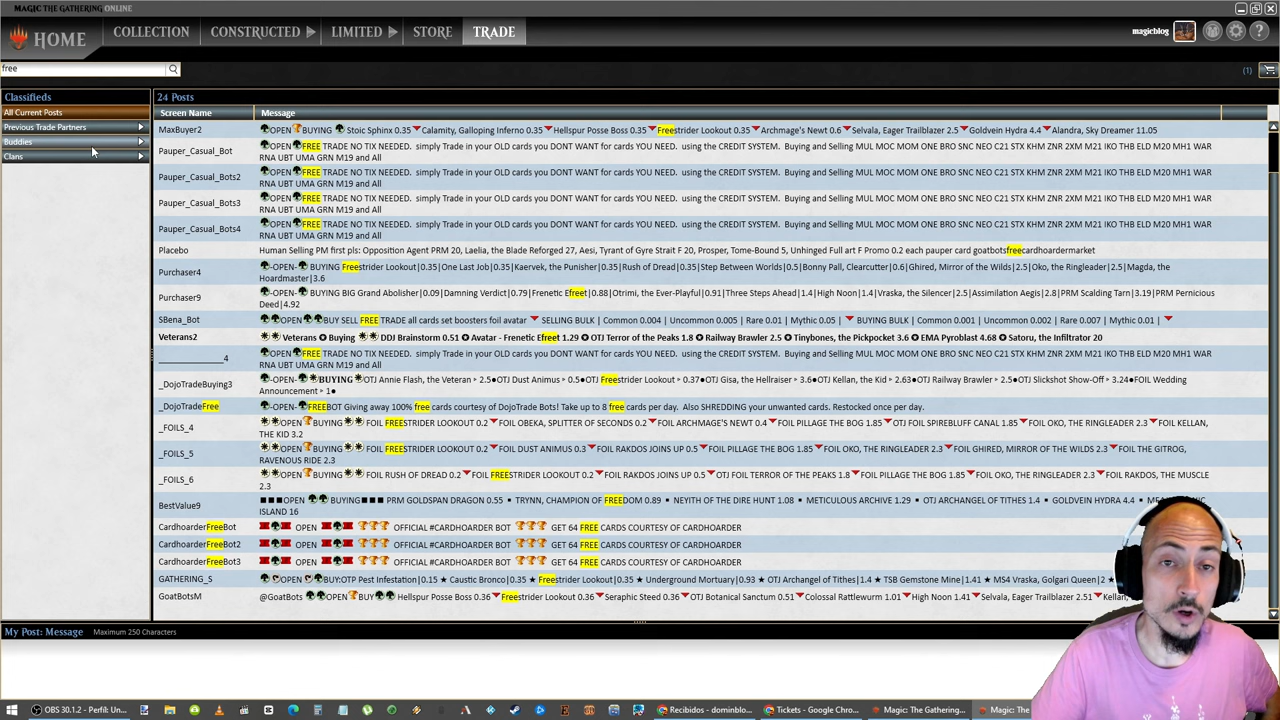 MAGIC THE GATHERING ONLINE
HOME
COLLECTION
CONSTRUCTED
LIMITED
STORE
TRADE
magicblog
free
(1)
Classifieds
All Current Posts
Previous Trade Partners
Buddies
Clans
24 Posts
Screen Name Message
MaxBuyer2 OPEN BUYING Stoic Sphinx 0.35 Calamity, Galloping Inferno 0.35 Hellspur Posse Boss 0.35 Freestrider Lookout 0.35 Archmage's Newt 0.6 Selvala, Eager Trailblazer 2.5 Goldvein Hydra 4.4 Alandra, Sky Dreamer 11.05
Pauper_Casual_Bot OPEN FREE TRADE NO TIX NEEDED. simply Trade in your OLD cards you DONT WANT for cards you NEED. using the CREDIT SYSTEM. Buying and Selling MUL MOC MOM ONE BRO SNC NEO C21 STX KHM ZNR 2XM M21 IKO THB ELD M20 MH1 WAR
RNA UBT UMA GRN M19 and All
Pauper_Casual_Bots2 OPEN FREE TRADE NO TIX NEEDED. simply Trade in your OLD cards you DONT WANT for cards you NEED. using the CREDIT SYSTEM. Buying and Selling MUL MOC MOM ONE BRO SNC NEO C21 STX KHM ZNR 2XM M21 IKO THB ELD M20 MH1 WAR
RNA UBT UMA GRN M19 and All
Pauper_Casual_Bots3 OPEN FREE TRADE NO TIX NEEDED. simply Trade in your OLD cards you DONT WANT for cards you NEED. using the CREDIT SYSTEM. Buying and Selling MUL MOC MOM ONE BRO SNC NEO C21 STX KHM ZNR 2XM M21 IKO THB ELD M20 MH1 WAR
RNA UBT UMA GRN M19 and All
Pauper_Casual_Bots4 OPEN FREE TRADE NO TIX NEEDED. simply Trade in your OLD cards you DONT WANT for cards you NEED. using the CREDIT SYSTEM. Buying and Selling MUL MOC MOM ONE BRO SNC NEO C21 STX KHM ZNR 2XM M21 IKO THB ELD M20 MH1 WAR
RNA UBT UMA GRN M19 and All
Placebo Human Selling PM first pls: Opposition Agent PRM 20, Laelia, the Blade Reforged 27, Aesi, Tyrant of Gyre Strait F 20, Prosper, Tome-Bound 5, Unhinged Full art F Promo 0.2 each pauper card goatbotsfreecardhoardermarket
Purchaser4 -OPEN- BUYING Freestrider Lookout|0.35|One Last Job|0.35|Kaervek, the Punisher|0.35|Rush of Dread|0.35|Step Between Worlds|0.5|Bonny Pall, Clearcutter|0.6|Ghired, Mirror of the Wilds|2.5|Oko, the Ringleader|2.5|Magda, the
Hoardmaster|3.6
Purchaser9 -OPEN- BUYING BIG Grand Abolisher|0.09|Damning Verdict|0.79|Frenetic Efreet|0.88|Otrimi, the Ever-Playful|0.91|Three Steps Ahead|1.4|High Noon|1.4|Vraska, the Silencer|2.5|Assimilation Aegis|2.8|PRM Scalding Tarn|3.19|PRM Pernicious
Deed|4.92
SBena_Bot OPEN BUY SELL FREE TRADE all cards set boosters foil avatar SELLING BULK | Common 0.004 | Uncommon 0.005 | Rare 0.01 | Mythic 0.05 | BUYING BULK | Common 0.001 | Uncommon 0.002 | Rare 0.007 | Mythic 0.01 |
Veterans2 Veterans ✪ Buying DDJ Brainstorm 0.51 ✪ Avatar - Frenetic Efreet 1.29 ✪ OTJ Terror of the Peaks 1.8 ✪ Railway Brawler 2.5 ✪ Tinybones, the Pickpocket 3.6 ✪ EMA Pyroblast 4.68 ✪ Satoru, the Infiltrator 20
______________4 OPEN FREE TRADE NO TIX NEEDED. simply Trade in your OLD cards you DONT WANT for cards you NEED. using the CREDIT SYSTEM. Buying and Selling MUL MOC MOM ONE BRO SNC NEO C21 STX KHM ZNR 2XM M21 IKO THB ELD M20 MH1 WAR
RNA UBT UMA GRN M19 and All
_DojoTradeBuying3 -OPEN- BUYING OTJ Annie Flash, the Veteran ▸ 2.5●OTJ Dust Animus ▸ 0.5●OTJ Freestrider Lookout ▸ 0.37●OTJ Gisa, the Hellraiser ▸ 3.6●OTJ Kellan, the Kid ▸ 2.63●OTJ Railway Brawler ▸ 2.5●OTJ Slickshot Show-Off ▸ 3.24●FOIL Wedding
Announcement ▸ 1●
_DojoTradeFree -OPEN- FREEBOT Giving away 100% free cards courtesy of DojoTrade Bots! Take up to 8 free cards per day. Also SHREDDING your unwanted cards. Restocked once per day.
_FOILS_4 OPEN BUYING FOIL FREESTRIDER LOOKOUT 0.2 FOIL OBEKA, SPLITTER OF SECONDS 0.2 FOIL ARCHMAGE'S NEWT 0.4 FOIL PILLAGE THE BOG 1.85 OTJ FOIL SPIREBLUFF CANAL 1.85 FOIL OKO, THE RINGLEADER 2.3 FOIL KELLAN,
THE KID 3.2
_FOILS_5 OPEN BUYING FOIL FREESTRIDER LOOKOUT 0.2 FOIL DUST ANIMUS 0.3 FOIL RAKDOS JOINS UP 0.5 FOIL PILLAGE THE BOG 1.85 FOIL OKO, THE RINGLEADER 2.3 FOIL GHIRED, MIRROR OF THE WILDS 2.3 FOIL THE GITROG,
RAVENOUS RIDE 2.3
_FOILS_6 OPEN BUYING FOIL RUSH OF DREAD 0.2 FOIL FREESTRIDER LOOKOUT 0.2 FOIL RAKDOS JOINS UP 0.5 OTJ FOIL TERROR OF THE PEAKS 1.8 FOIL PILLAGE THE BOG 1.85 FOIL OKO, THE RINGLEADER 2.3 FOIL RAKDOS, THE MUSCLE
2.3
BestValue9 ■■■OPEN BUYING■■■ PRM GOLDSPAN DRAGON 0.55 ▪ TRYNN, CHAMPION OF FREEDOM 0.89 ▪ NEYITH OF THE DIRE HUNT 1.08 ▪ METICULOUS ARCHIVE 1.29 ▪ OTJ ARCHANGEL OF TITHES 1.4 ▪ GOLDVEIN HYDRA 4.4 ▪
ISLAND 16
CardhoarderFreeBot OPEN OFFICIAL #CARDHOARDER BOT GET 64 FREE CARDS COURTESY OF CARDHOARDER
CardhoarderFreeBot2 OPEN OFFICIAL #CARDHOARDER BOT GET 64 FREE CARDS COURTESY OF CARDHOARDER
CardhoarderFreeBot3 OPEN OFFICIAL #CARDHOARDER BOT GET 64 FREE CARDS COURTESY OF CARDHOARDER
GATHERING_S OPEN BUY:OTP Pest Infestation|0.15 ★ Caustic Bronco|0.35 ★ Freestrider Lookout|0.35 ★ Underground Mortuary|0.93 ★ OTJ Archangel of Tithes|1.4 ★ TSB Gemstone Mine|1.41 ★ MS4 Vraska, Golgari Queen|2 ★
GoatBotsM @GoatBots OPEN BUY Hellspur Posse Boss 0.36 Freestrider Lookout 0.36 Seraphic Steed 0.36 OTJ Botanical Sanctum 0.51 Colossal Rattlewurm 1.01 High Noon 1.41 Selvala, Eager Trailblazer 2.51 Kellan,
My Post: Message Maximum 250 Characters
OBS 30.1.2 - Perfil: Un...
Recibidos - dominblo...
Tickets - Google Chro...
Magic: The Gathering...
Magic: The